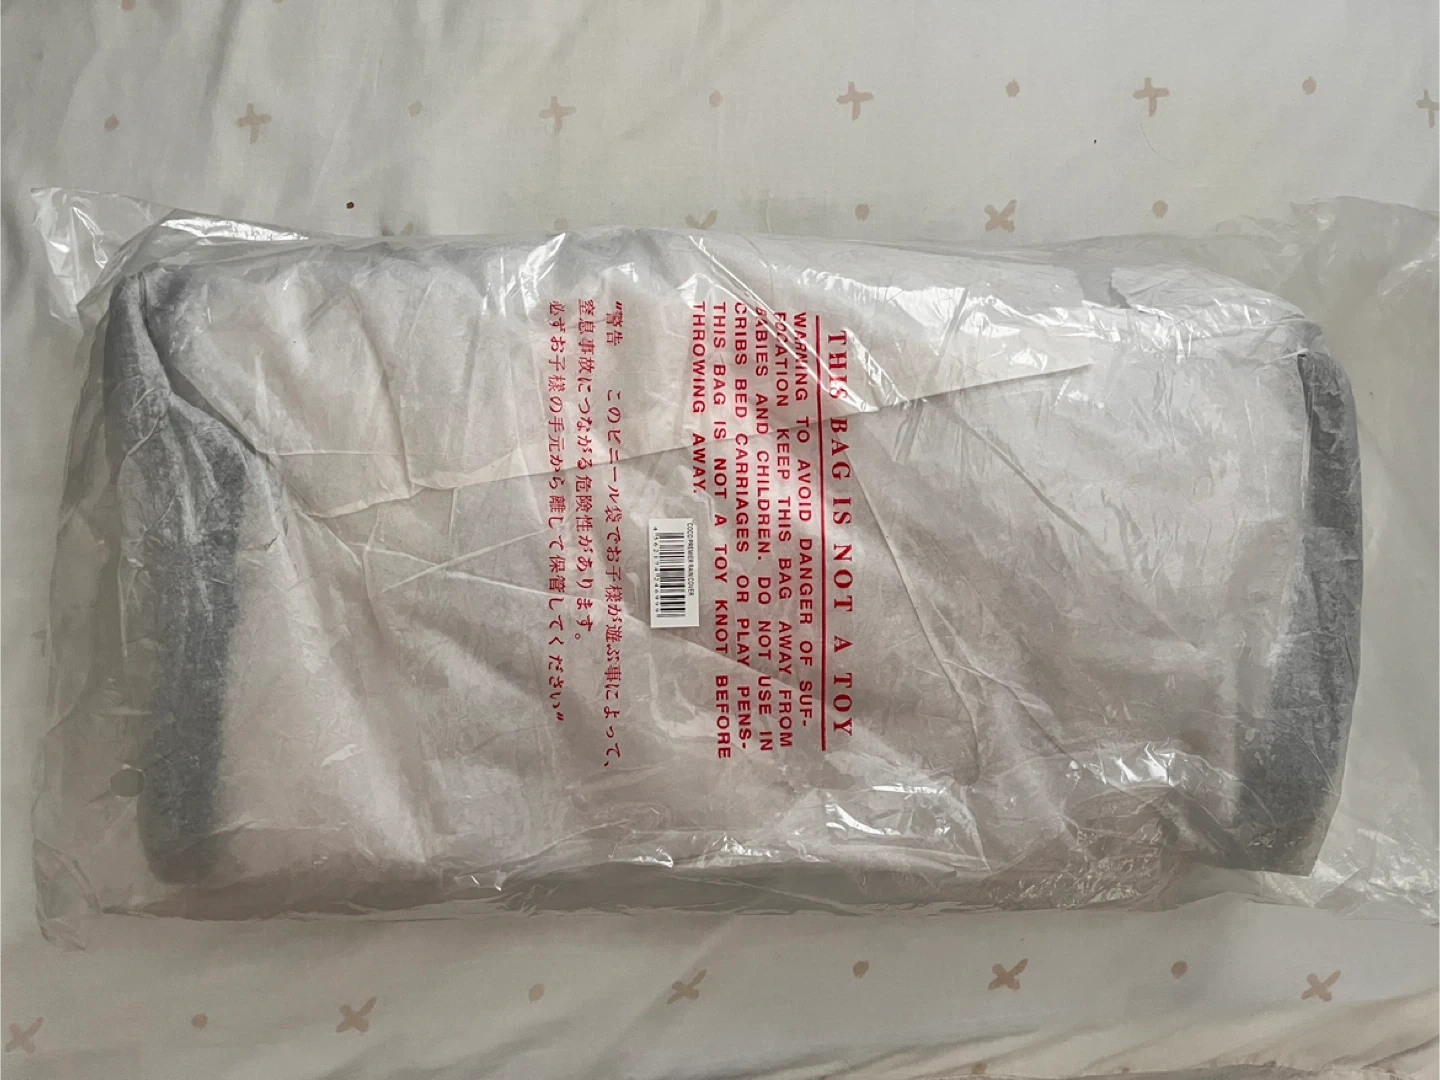 THIS BAG IS NOT A TOY
WARNING TO AVOID DANGER OF SUF-
FOCATION KEEP THIS BAG AWAY FROM
BABIES AND CHILDREN. DO NOT USE IN
CRIBS BED CARRIAGES OR PLAY PENS-
THIS BAG IS NOT A TOY KNOT BEFORE
THROWING AWAY.
COCO PREMIER RAIN COVER
"警告 このビニール袋でお子様が遊ぶ事によって、
窒息事故につながる危険性があります。
必ずお子様の手元から離して保管してください"